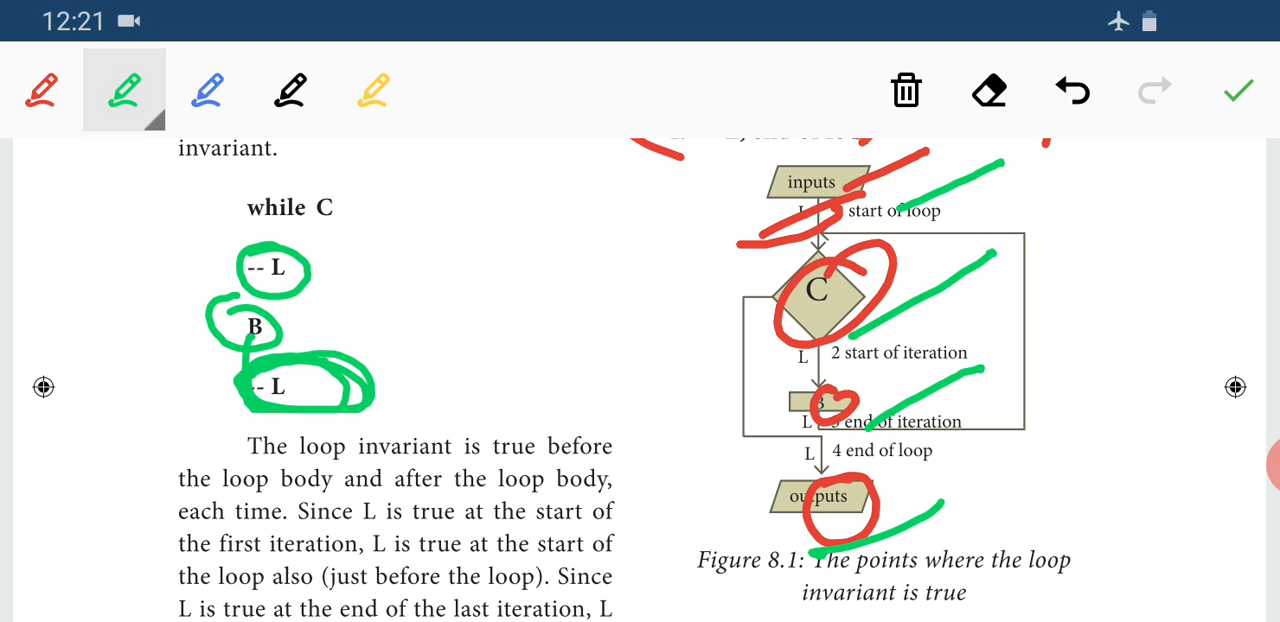 12:21
invariant.
while C
-- L
B
-- L
The loop invariant is true before
the loop body and after the loop body,
each time. Since L is true at the start of
the first iteration, L is true at the start of
the loop also (just before the loop). Since
L is true at the end of the last iteration, L
inputs
start of loop
C
L 2 start of iteration
B
L 3 end of iteration
L 4 end of loop
outputs
Figure 8.1: The points where the loop
invariant is true